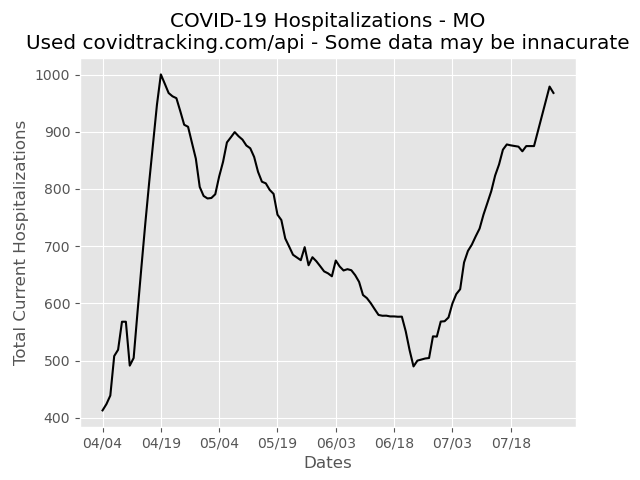 COVID-19 Hospitalizations - MO
Used covidtracking.com/api - Some data may be innacurate
Total Current Hospitalizations
1000
900
800
700
600
500
400
04/04 04/19 05/04 05/19 06/03 06/18 07/03 07/18
Dates